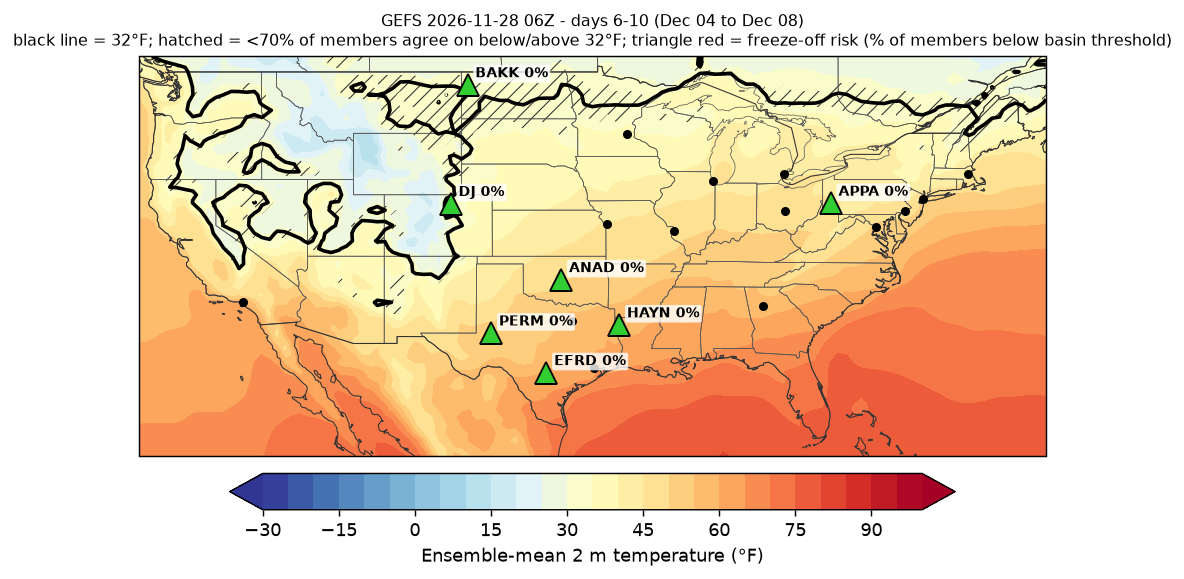 GEFS 2026-11-28 06Z - days 6-10 (Dec 04 to Dec 08)
black line = 32°F; hatched = <70% of members agree on below/above 32°F; triangle red = freeze-off risk (% of members below basin threshold)
BAKK 0%
DJ 0%
APPA 0%
ANAD 0%
HAYN 0%
PERM 0%
EFRD 0%
−30 −15 0 15 30 45 60 75 90
Ensemble-mean 2 m temperature (°F)